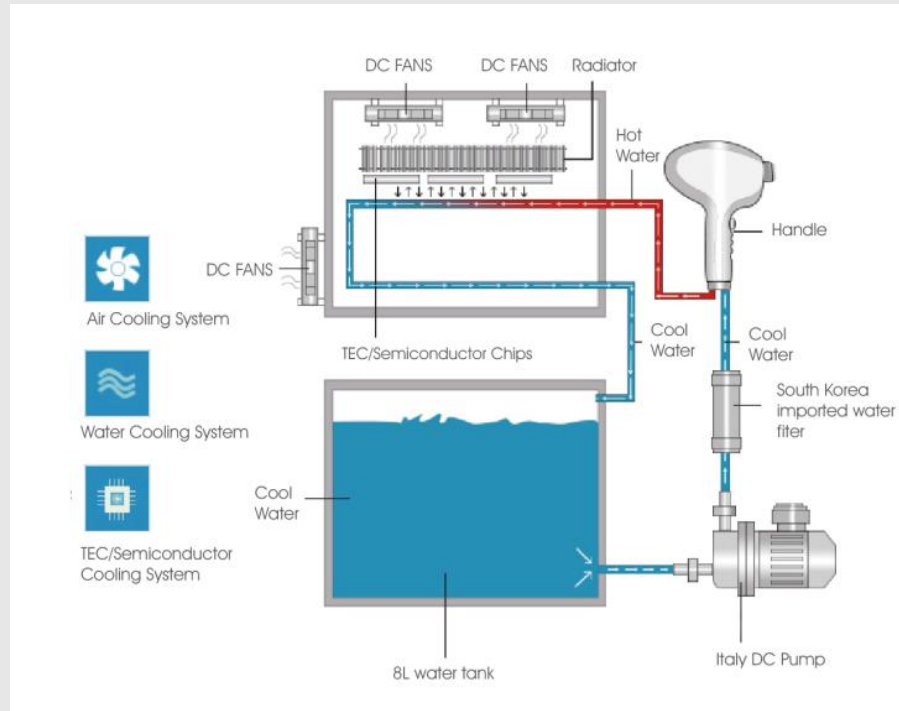 DC FANS
DC FANS
Radiator
Hot
Water
Handle
DC FANS
Air Cooling System
TEC/Semiconductor Chips
Cool
Water
Cool
Water
South Korea
imported water
fiter
Water Cooling System
Cool
Water
TEC/Semiconductor
Cooling System
8L water tank
Italy DC Pump